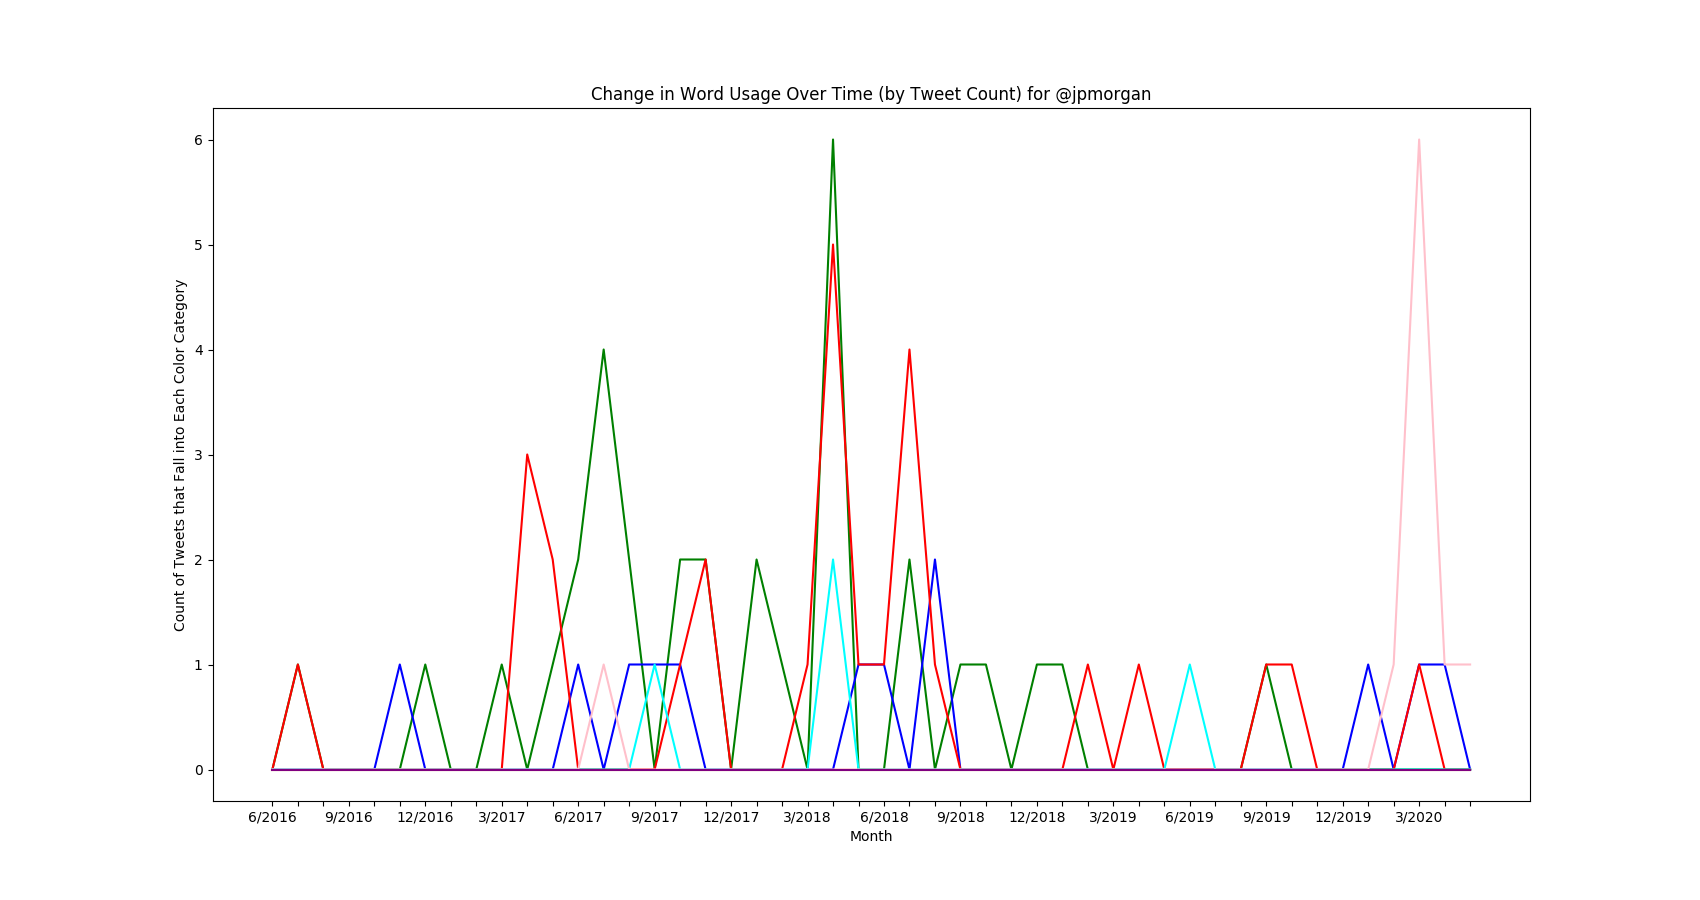 Change in Word Usage Over Time (by Tweet Count) for @jpmorgan
Count of Tweets that Fall into Each Color Category
6
5
4
3
2
1
0
6/2016 9/2016 12/2016 3/2017 6/2017 9/2017 12/2017 3/2018 6/2018 9/2018 12/2018 3/2019 6/2019 9/2019 12/2019 3/2020
Month